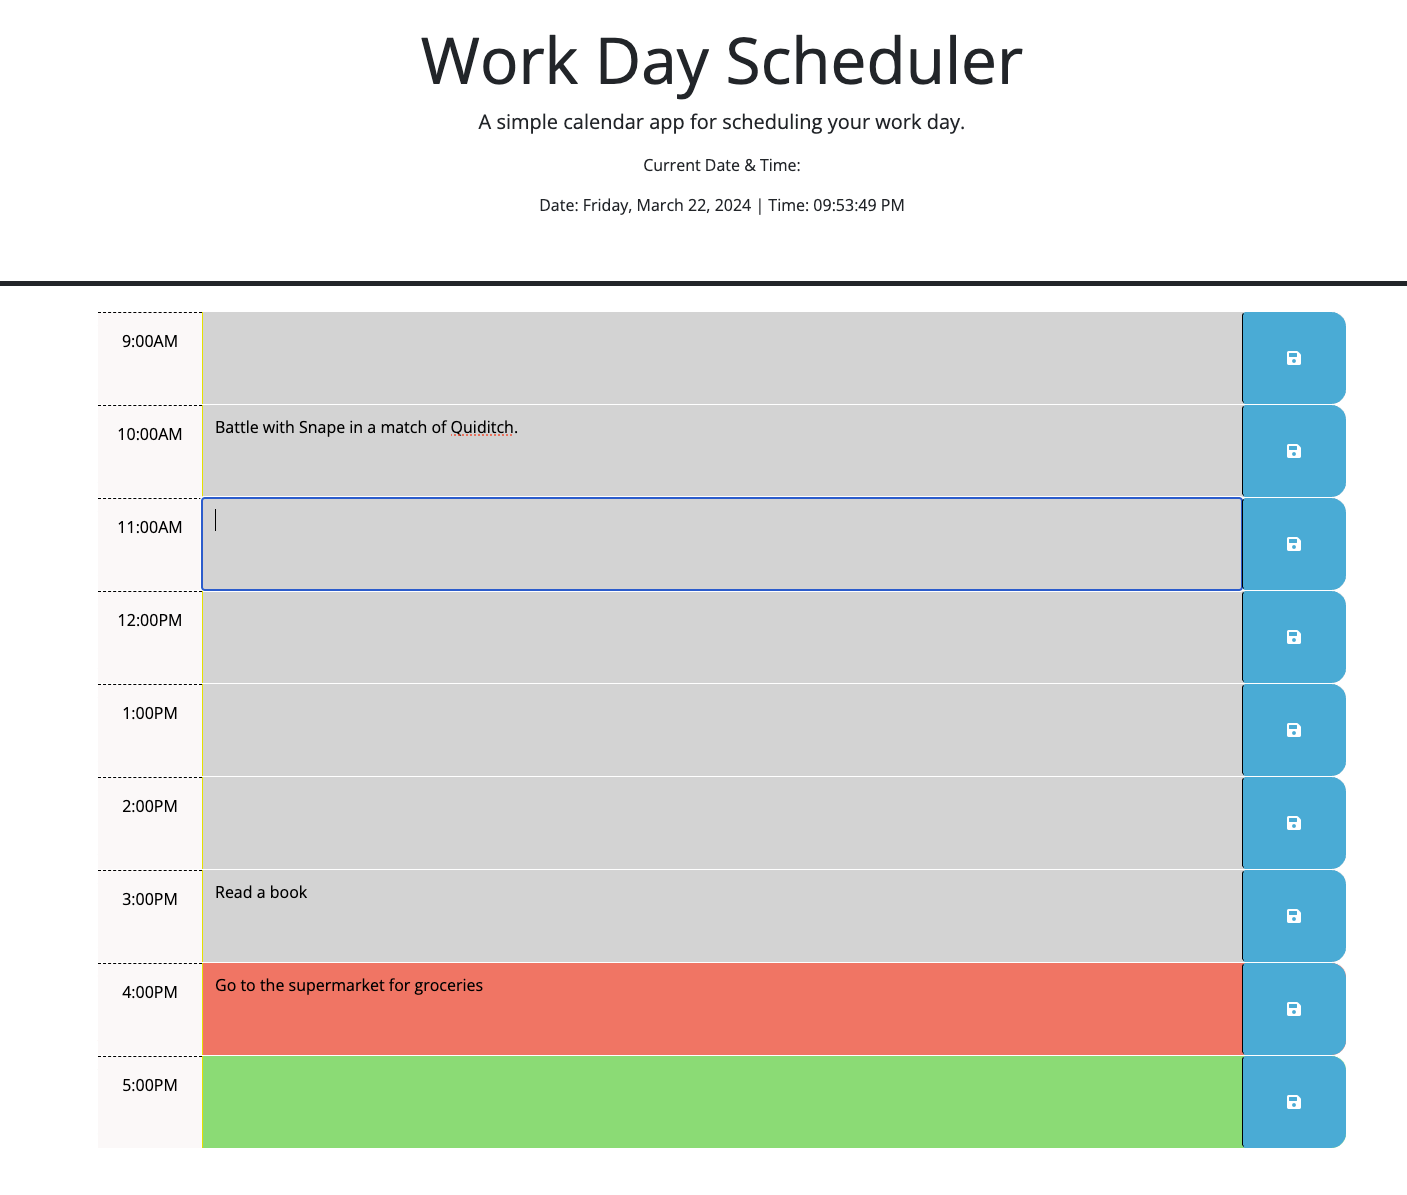 Work Day Scheduler
A simple calendar app for scheduling your work day.
Current Date & Time:
Date: Friday, March 22, 2024 | Time: 09:53:49 PM
9:00AM
10:00AM
Battle with Snape in a match of Quiditch.
11:00AM
12:00PM
1:00PM
2:00PM
3:00PM
Read a book
4:00PM
Go to the supermarket for groceries
5:00PM